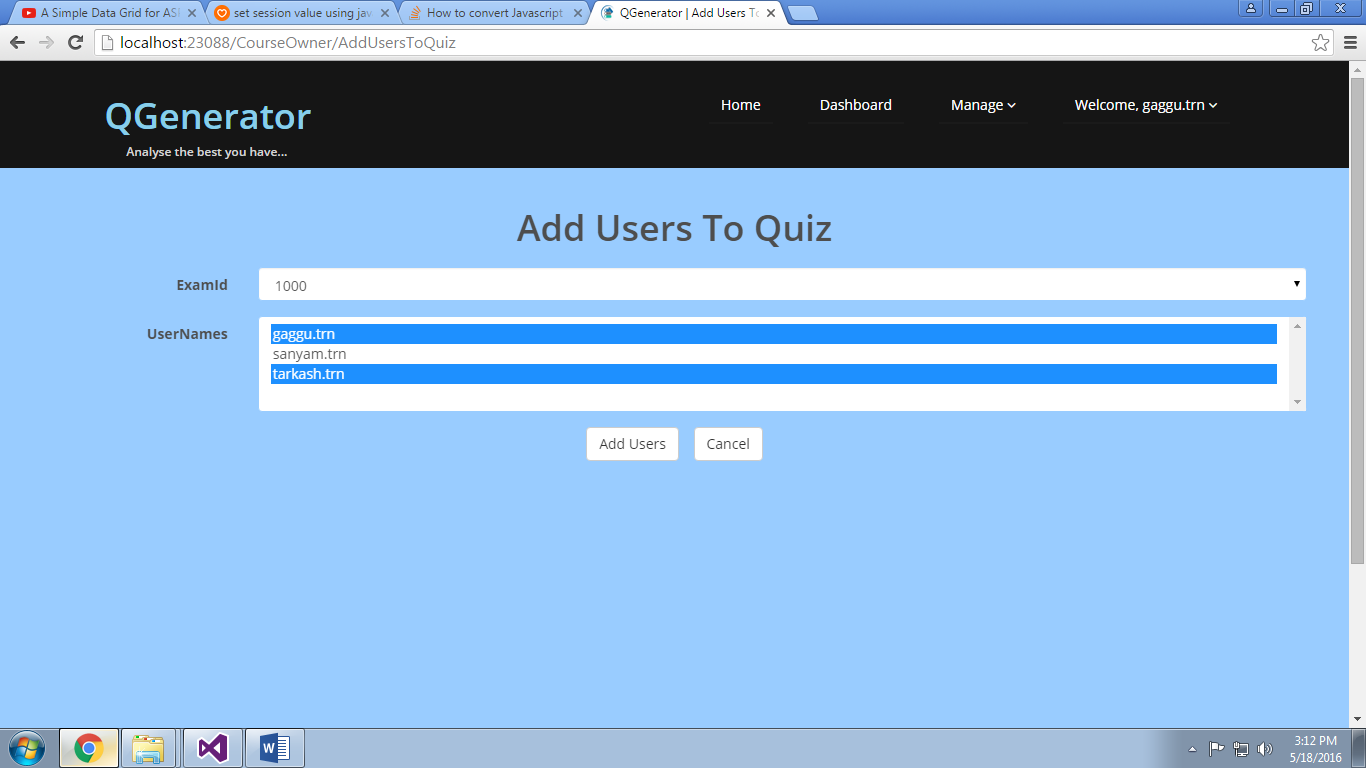 A Simple Data Grid for ASP
set session value using jav
How to convert Javascript
QGenerator | Add Users To
localhost:23088/CourseOwner/AddUsersToQuiz
QGenerator
Analyse the best you have...
Home
Dashboard
Manage
Welcome, gaggu.trn
Add Users To Quiz
ExamId
1000
UserNames
gaggu.trn
sanyam.trn
tarkash.trn
Add Users
Cancel
3:12 PM
5/18/2016